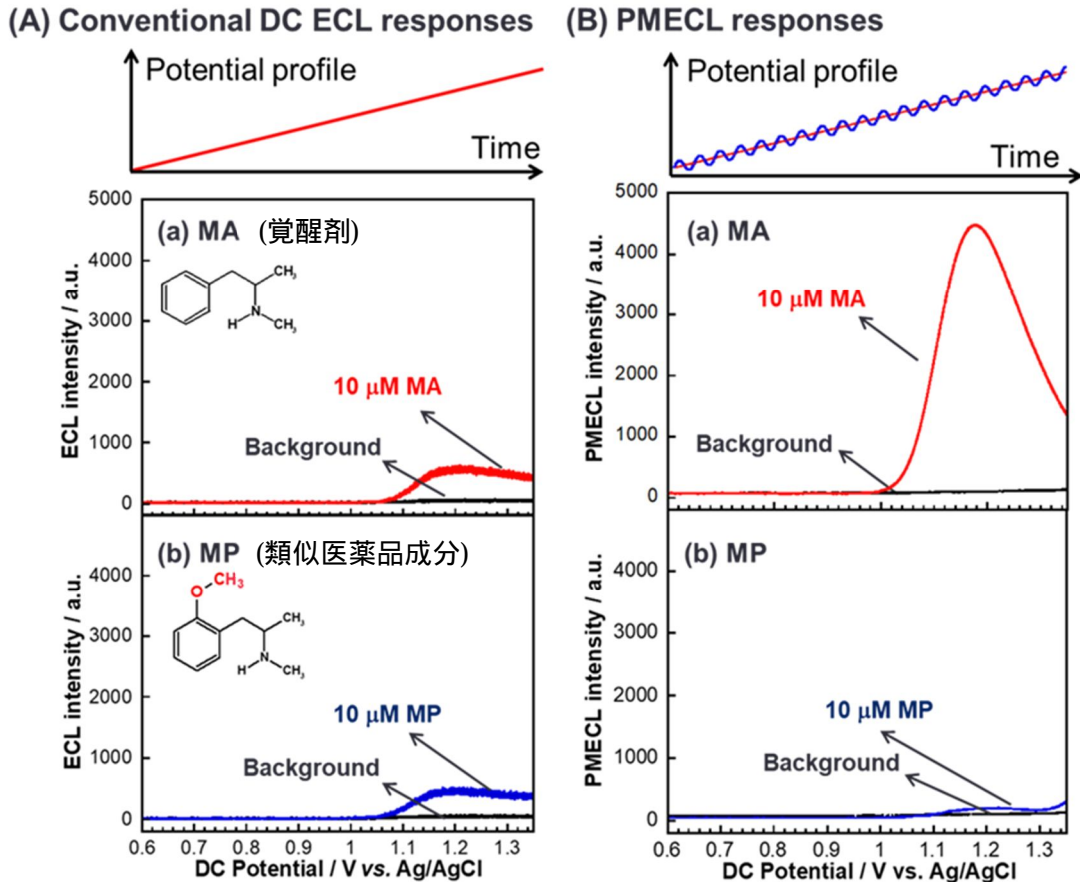 (A) Conventional DC ECL responses
Potential profile
Time
5000
4000
3000
2000
1000
0
ECL intensity / a.u.
(a) MA (覚醒剤)
CH3
N
H
CH3
10 μM MA
Background
4000
3000
2000
1000
0
ECL intensity / a.u.
(b) MP (類似医薬品成分)
O
CH3
CH3
N
H
CH3
10 μM MP
Background
0.6 0.7 0.8 0.9 1 1.1 1.2 1.3
DC Potential / V vs. Ag/AgCl
(B) PMECL responses
Potential profile
Time
5000
4000
3000
2000
1000
0
PMECL intensity / a.u.
(a) MA
10 μM MA
Background
4000
3000
2000
1000
0
PMECL intensity / a.u.
(b) MP
10 μM MP
Background
0.6 0.7 0.8 0.9 1 1.1 1.2 1.3
DC Potential / V vs. Ag/AgCl